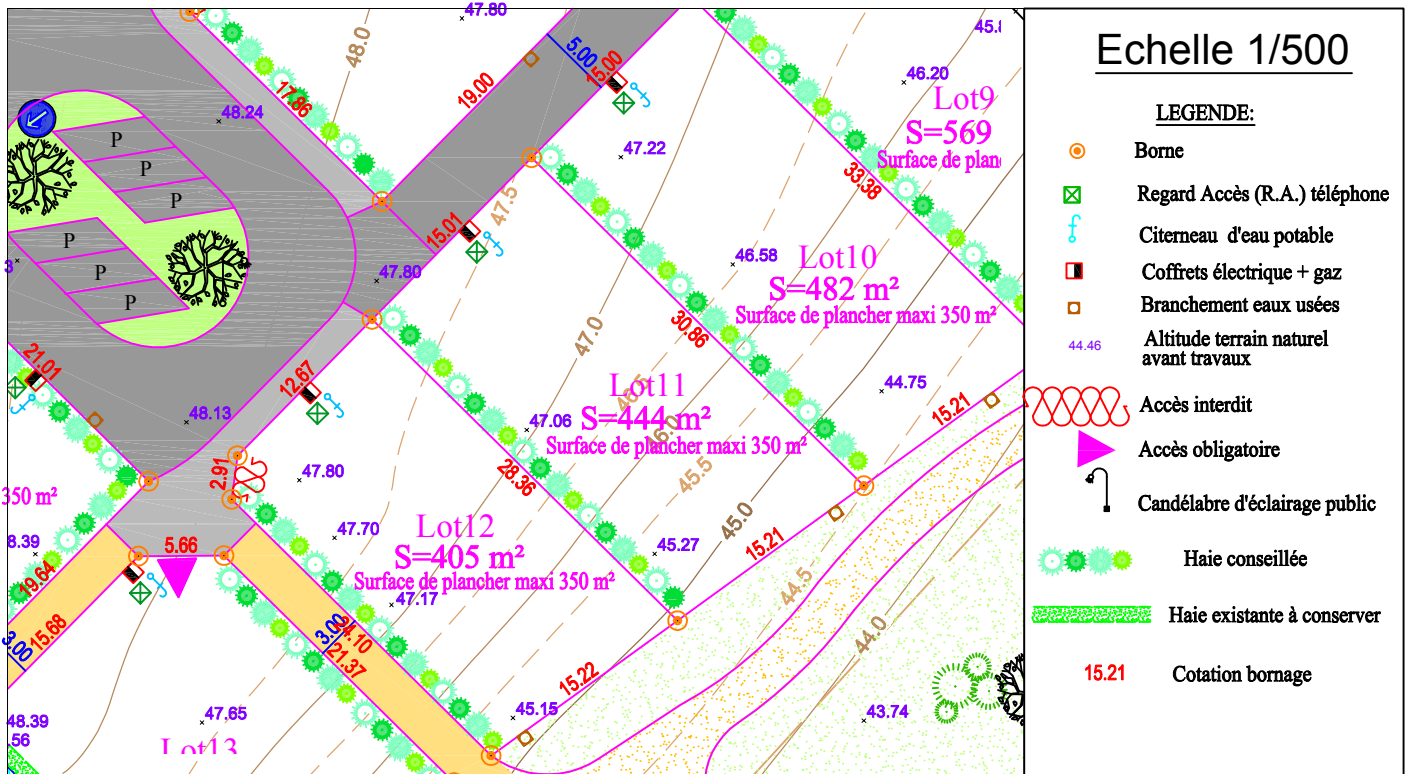 47.80
48.0
5.00
15.00
19.00
46.20
Lot9
S=569
Surface de plan
17.86
48.24
47.22
P
P
P
33.38
47.5
15.01
P
P
P
47.80
46.58
Lot10
S=482 m²
Surface de plancher maxi 350 m²
47.0
30.86
21.01
12.67
46.5
Lot11
S=444 m²
Surface de plancher maxi 350 m²
46.0
45.5
44.75
15.21
48.13
47.06
28.36
2.91
47.80
350 m²
45.0
Lot12
S=405 m²
Surface de plancher maxi 350 m²
47.70
8.39
5.66
45.27
15.21
19.64
15.68
3.00
47.17
3.00
24.10
21.37
44.5
44.0
15.22
48.39
.56
47.65
45.15
43.74
Lot13
Echelle 1/500
LEGENDE:
Borne
Regard Accès (R.A.) téléphone
Citerneau d'eau potable
Coffrets électrique + gaz
Branchement eaux usées
44.46
Altitude terrain naturel
avant travaux
Accès interdit
Accès obligatoire
Candélabre d'éclairage public
Haie conseillée
Haie existante à conserver
15.21
Cotation bornage